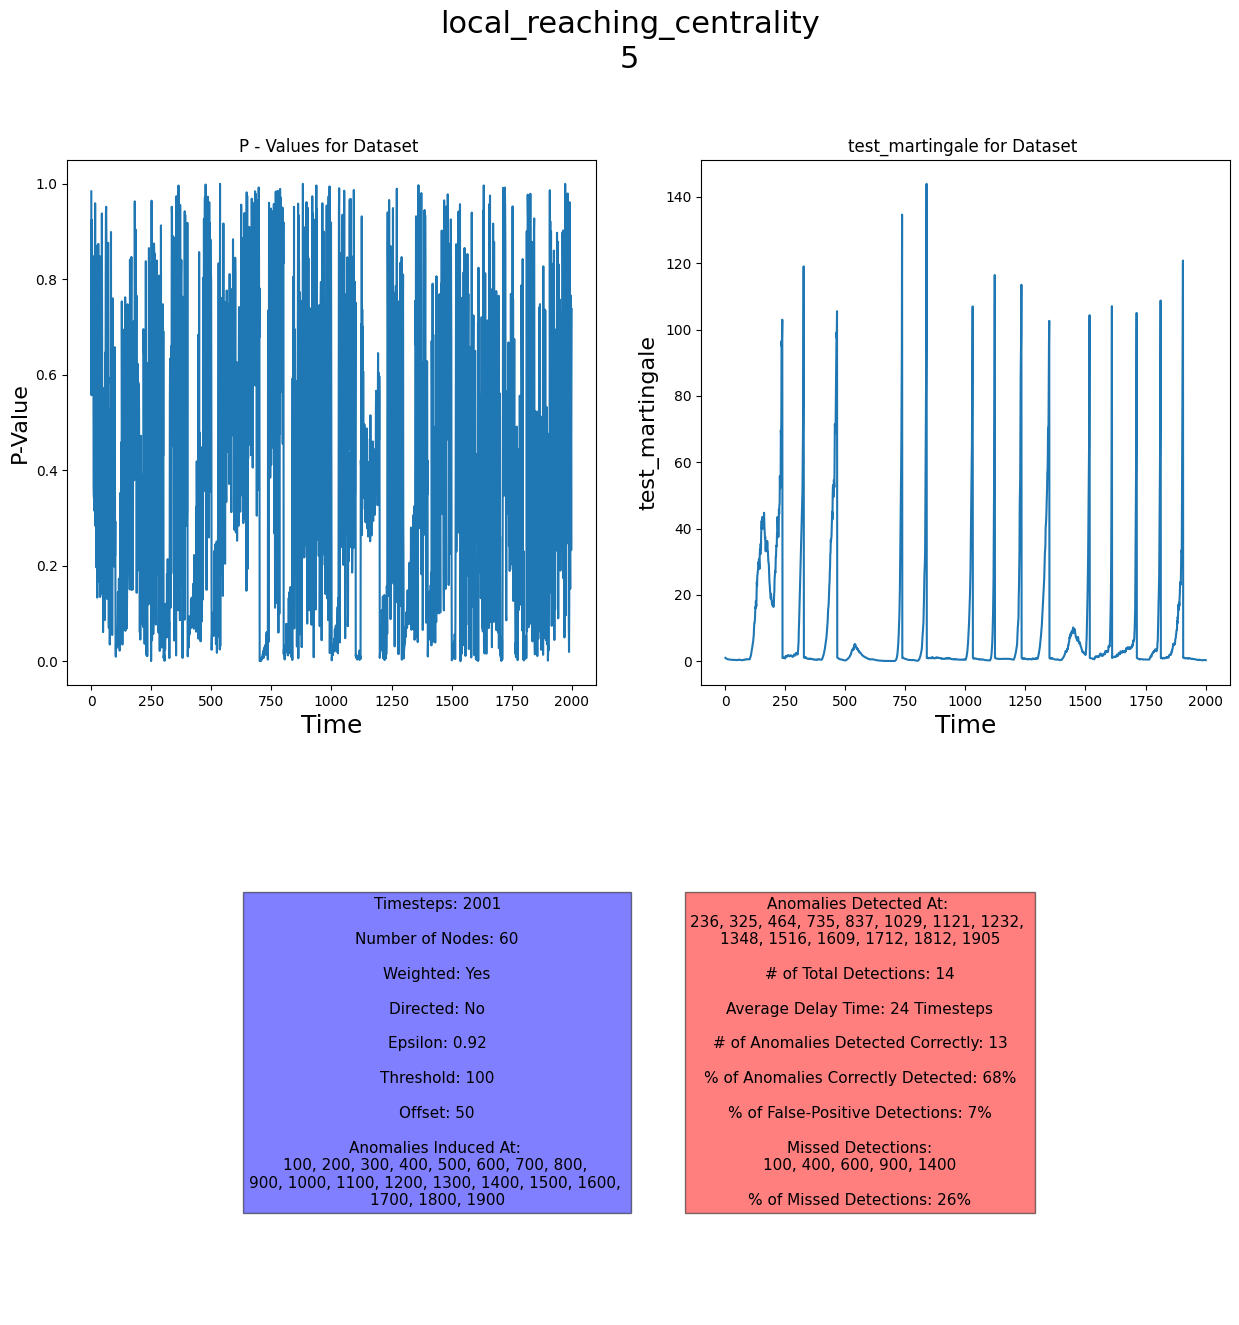 local_reaching_centrality
5
P - Values for Dataset
1.0
0.8
0.6
0.4
0.2
0.0
P-Value
0
250
500
750
1000
1250
1500
1750
2000
Time
test_martingale for Dataset
140
120
100
80
60
40
20
0
test_martingale
0
250
500
750
1000
1250
1500
1750
2000
Time
Timesteps: 2001
Number of Nodes: 60
Weighted: Yes
Directed: No
Epsilon: 0.92
Threshold: 100
Offset: 50
Anomalies Induced At:
100, 200, 300, 400, 500, 600, 700, 800,
900, 1000, 1100, 1200, 1300, 1400, 1500, 1600,
1700, 1800, 1900
Anomalies Detected At:
236, 325, 464, 735, 837, 1029, 1121, 1232,
1348, 1516, 1609, 1712, 1812, 1905
# of Total Detections: 14
Average Delay Time: 24 Timesteps
# of Anomalies Detected Correctly: 13
% of Anomalies Correctly Detected: 68%
% of False-Positive Detections: 7%
Missed Detections:
100, 400, 600, 900, 1400
% of Missed Detections: 26%